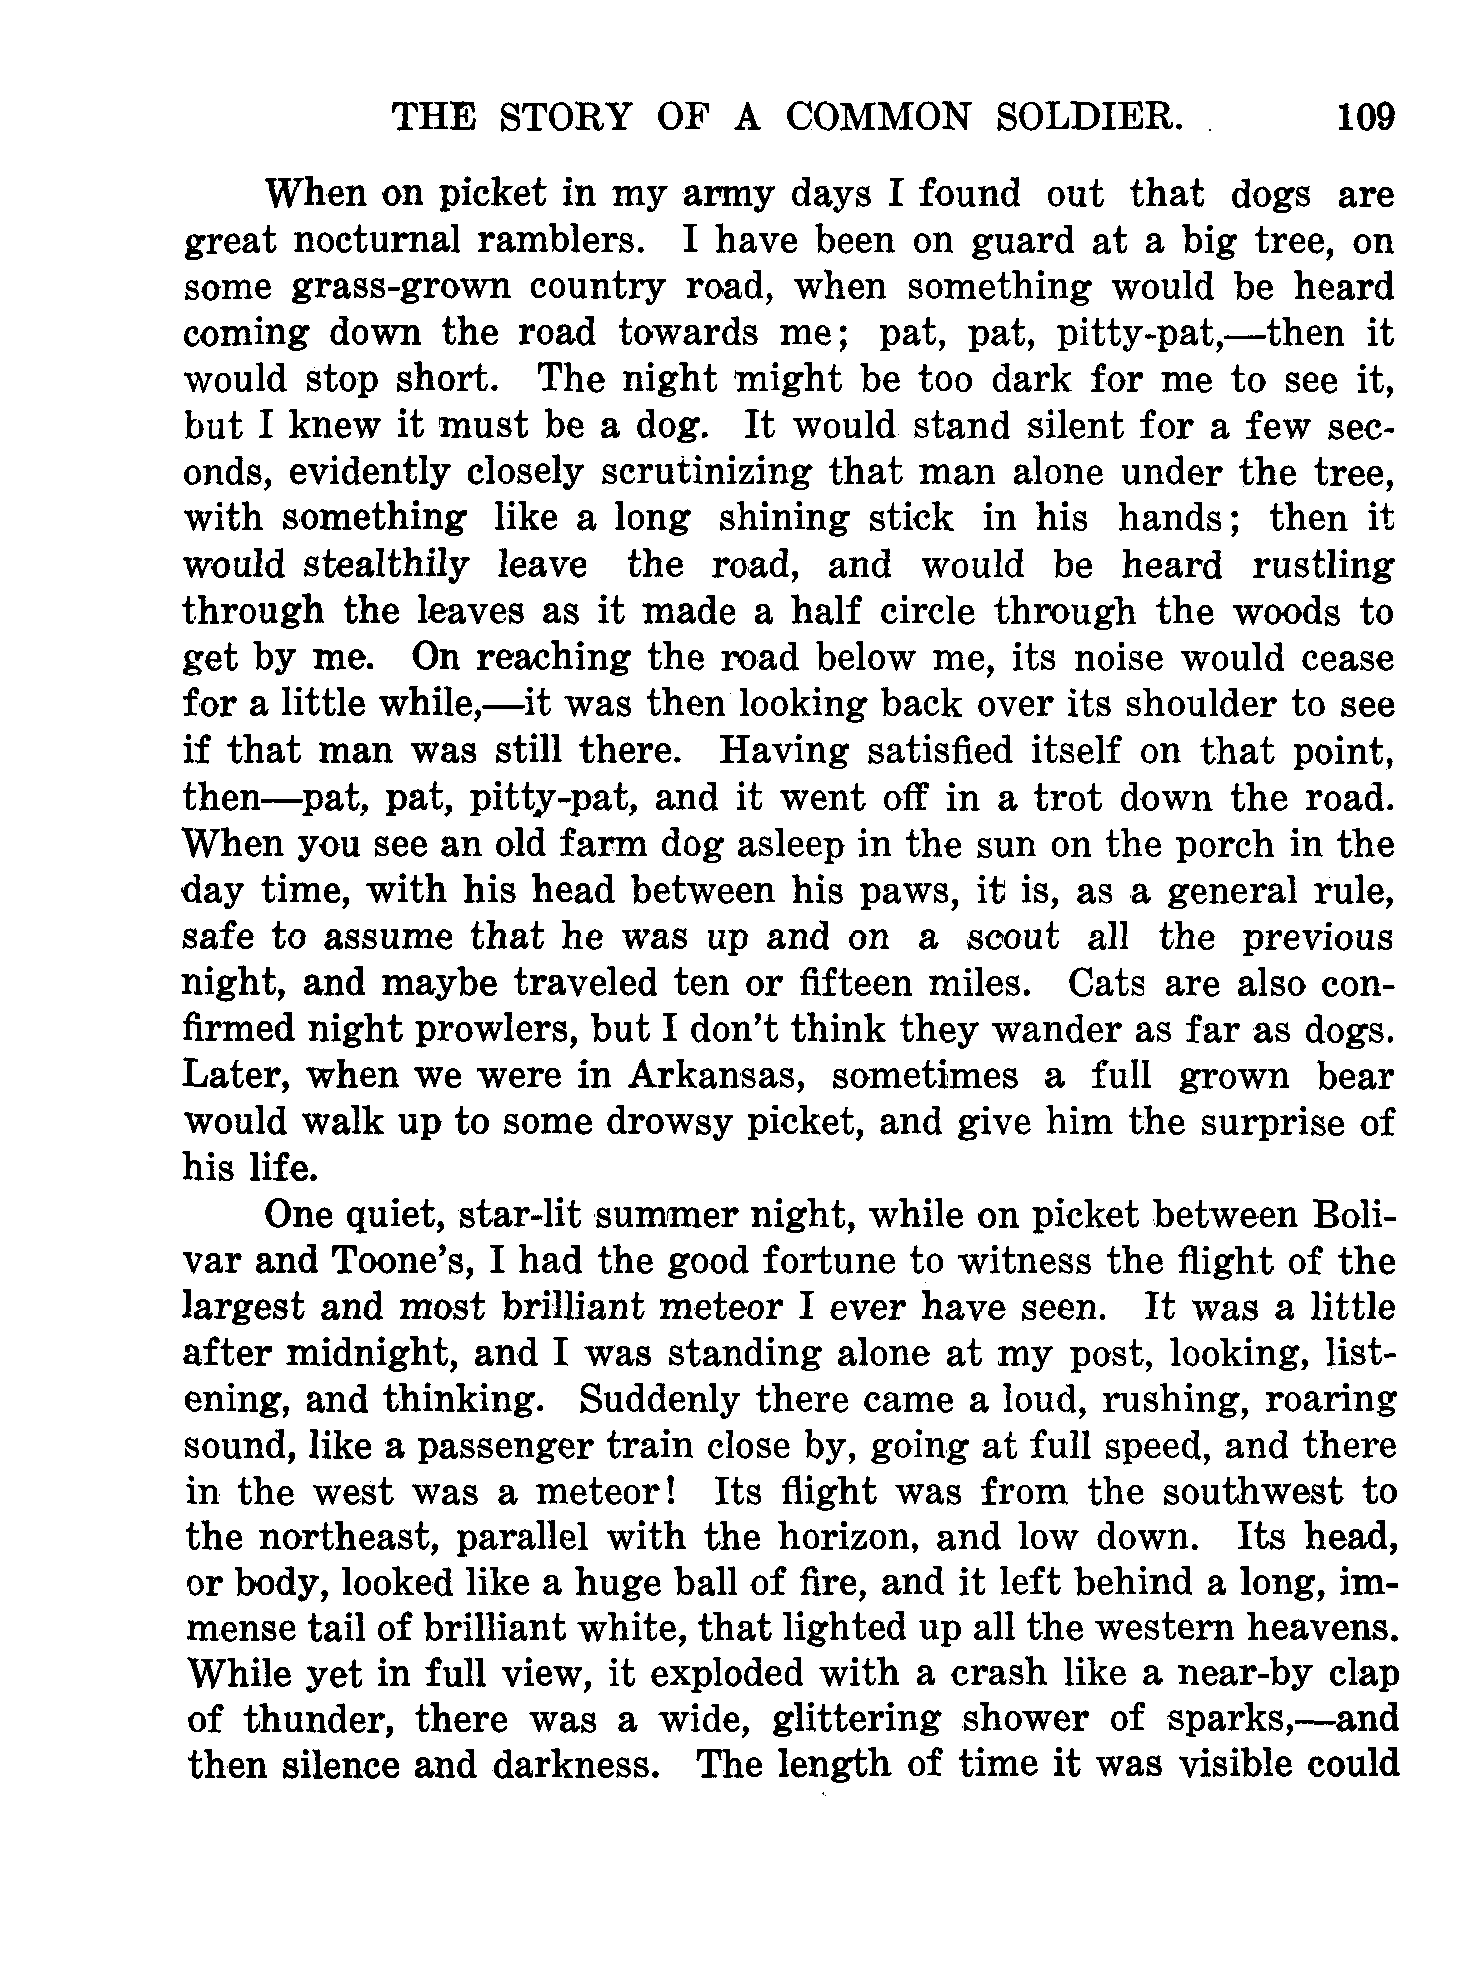 THE STORY OF A COMMON SOLDIER. 109
When on picket in my army days I found out that dogs are
great nocturnal ramblers. I have been on guard at a big tree, on
some grass-grown country road, when something would be heard
coming down the road towards me; pat, pat, pitty-pat,—then it
would stop short. The night might be too dark for me to see it,
but I knew it must be a dog. It would stand silent for a few sec-
onds, evidently closely scrutinizing that man alone under the tree,
with something like a long shining stick in his hands; then it
would stealthily leave the road, and would be heard rustling
through the leaves as it made a half circle through the woods to
get by me. On reaching the road below me, its noise would cease
for a little while,—it was then looking back over its shoulder to see
if that man was still there. Having satisfied itself on that point,
then—pat, pat, pitty-pat, and it went off in a trot down the road.
When you see an old farm dog asleep in the sun on the porch in the
day time, with his head between his paws, it is, as a general rule,
safe to assume that he was up and on a scout all the previous
night, and maybe traveled ten or fifteen miles. Cats are also con-
firmed night prowlers, but I don't think they wander as far as dogs.
Later, when we were in Arkansas, sometimes a full grown bear
would walk up to some drowsy picket, and give him the surprise of
his life.
One quiet, star-lit summer night, while on picket between Boli-
var and Toone's, I had the good fortune to witness the flight of the
largest and most brilliant meteor I ever have seen. It was a little
after midnight, and I was standing alone at my post, looking, list-
ening, and thinking. Suddenly there came a loud, rushing, roaring
sound, like a passenger train close by, going at full speed, and there
in the west was a meteor! Its flight was from the southwest to
the northeast, parallel with the horizon, and low down. Its head,
or body, looked like a huge ball of fire, and it left behind a long, im-
mense tail of brilliant white, that lighted up all the western heavens.
While yet in full view, it exploded with a crash like a near-by clap
of thunder, there was a wide, glittering shower of sparks,—and
then silence and darkness. The length of time it was visible could